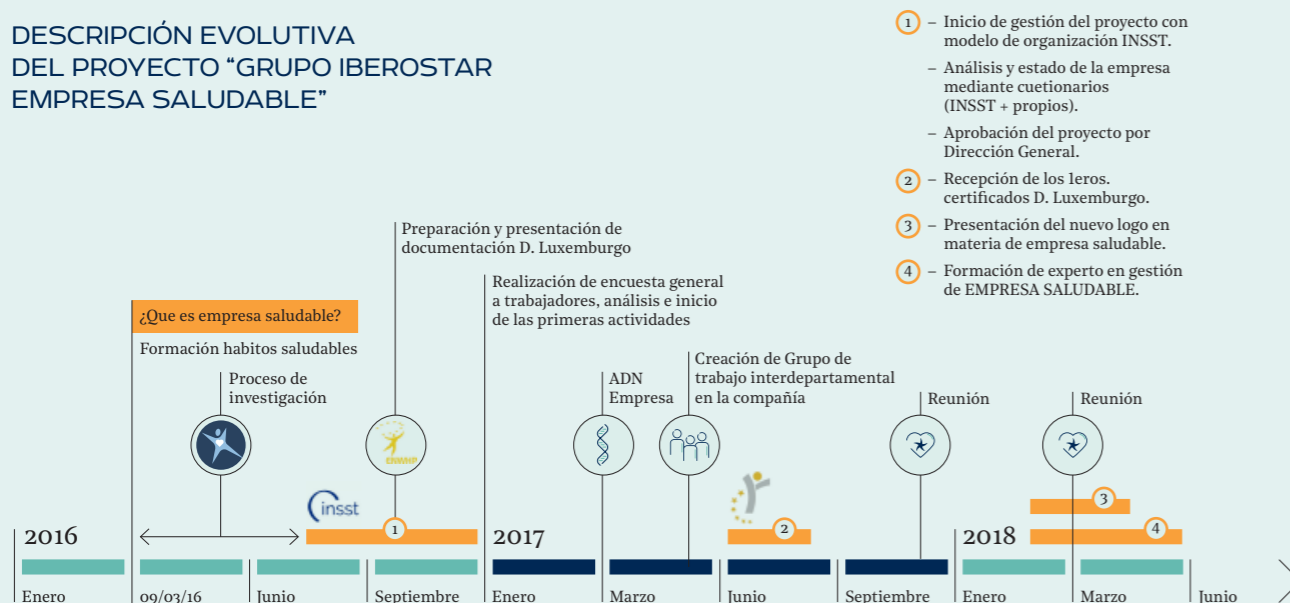 DESCRIPCIÓN EVOLUTIVA
DEL PROYECTO “GRUPO IBEROSTAR
EMPRESA SALUDABLE”
1 – Inicio de gestión del proyecto con
modelo de organización INSST.
– Análisis y estado de la empresa
mediante cuetionarios
(INSST + propios).
– Aprobación del proyecto por
Dirección General.
2 – Recepción de los 1eros.
certificados D. Luxemburgo.
3 – Presentación del nuevo logo en
materia de empresa saludable.
4 – Formación de experto en gestión
de EMPRESA SALUDABLE.
Preparación y presentación de
documentación D. Luxemburgo
Realización de encuesta general
a trabajadores, análisis e inicio
de las primeras actividades
¿Que es empresa saludable?
Formación habitos saludables
Proceso de
investigación
ADN
Empresa
Creación de Grupo de
trabajo interdepartamental
en la compañía
Reunión
Reunión
ENWHP
insst
1
2
3
4
2016
2017
2018
Enero
09/03/16
Junio
Septiembre
Enero
Marzo
Junio
Septiembre
Enero
Marzo
Junio